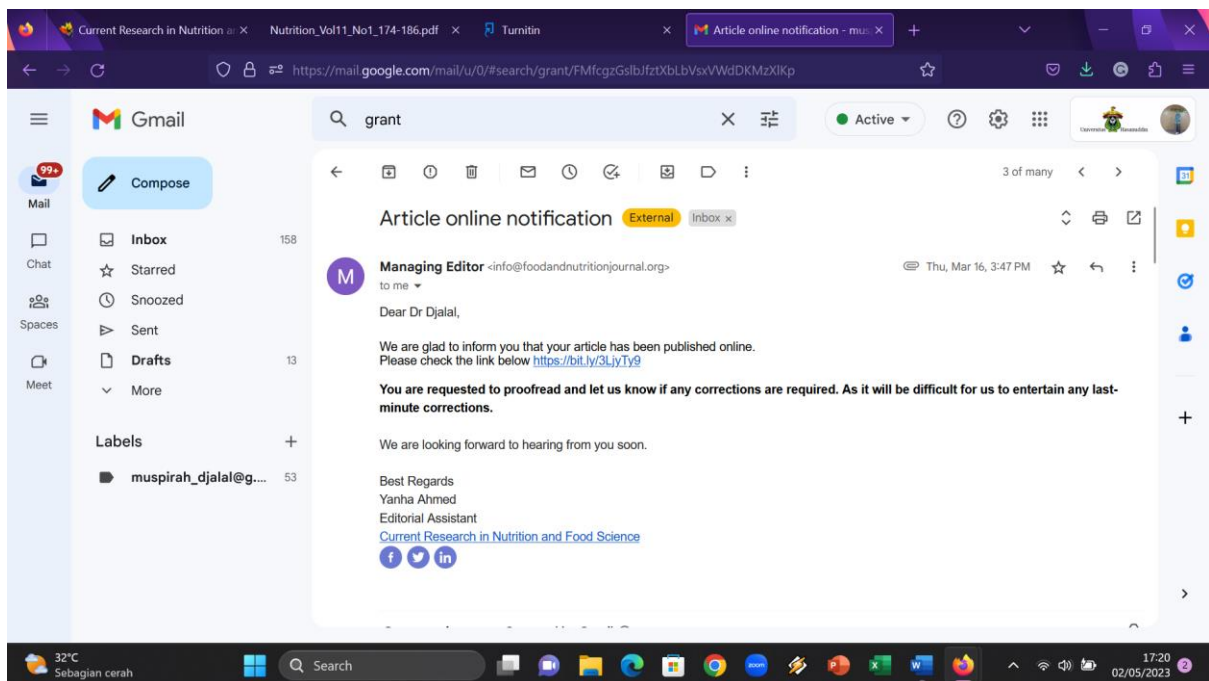 Current Research in Nutrition a
Nutrition_Vol11_No1_174-186.pdf
Turnitin
Article online notification - mus
https://mail.google.com/mail/u/0/#search/grant/FMfcgzGslbJfztXbLbVsxVWdDKMzXlKp
Gmail
grant
Active
Universitas Hasanuddin
99+
Mail
Compose
3 of many
31
Article online notification External Inbox x
Chat
Inbox 158
Starred
Managing Editor <info@foodandnutritionjournal.org> Thu, Mar 16, 3:47 PM
M
to me
Snoozed
Spaces
Sent
Dear Dr Djalal,
We are glad to inform you that your article has been published online.
Please check the link below https://bit.ly/3LjyTy9
Drafts 13
Meet
More
You are requested to proofread and let us know if any corrections are required. As it will be difficult for us to entertain any last-
minute corrections.
Labels
We are looking forward to hearing from you soon.
muspirah_djalal@g.... 53
Best Regards
Yanha Ahmed
Editorial Assistant
Current Research in Nutrition and Food Science
f in
32°C
Sebagian cerah
Search
zoom
17:20
02/05/2023
2